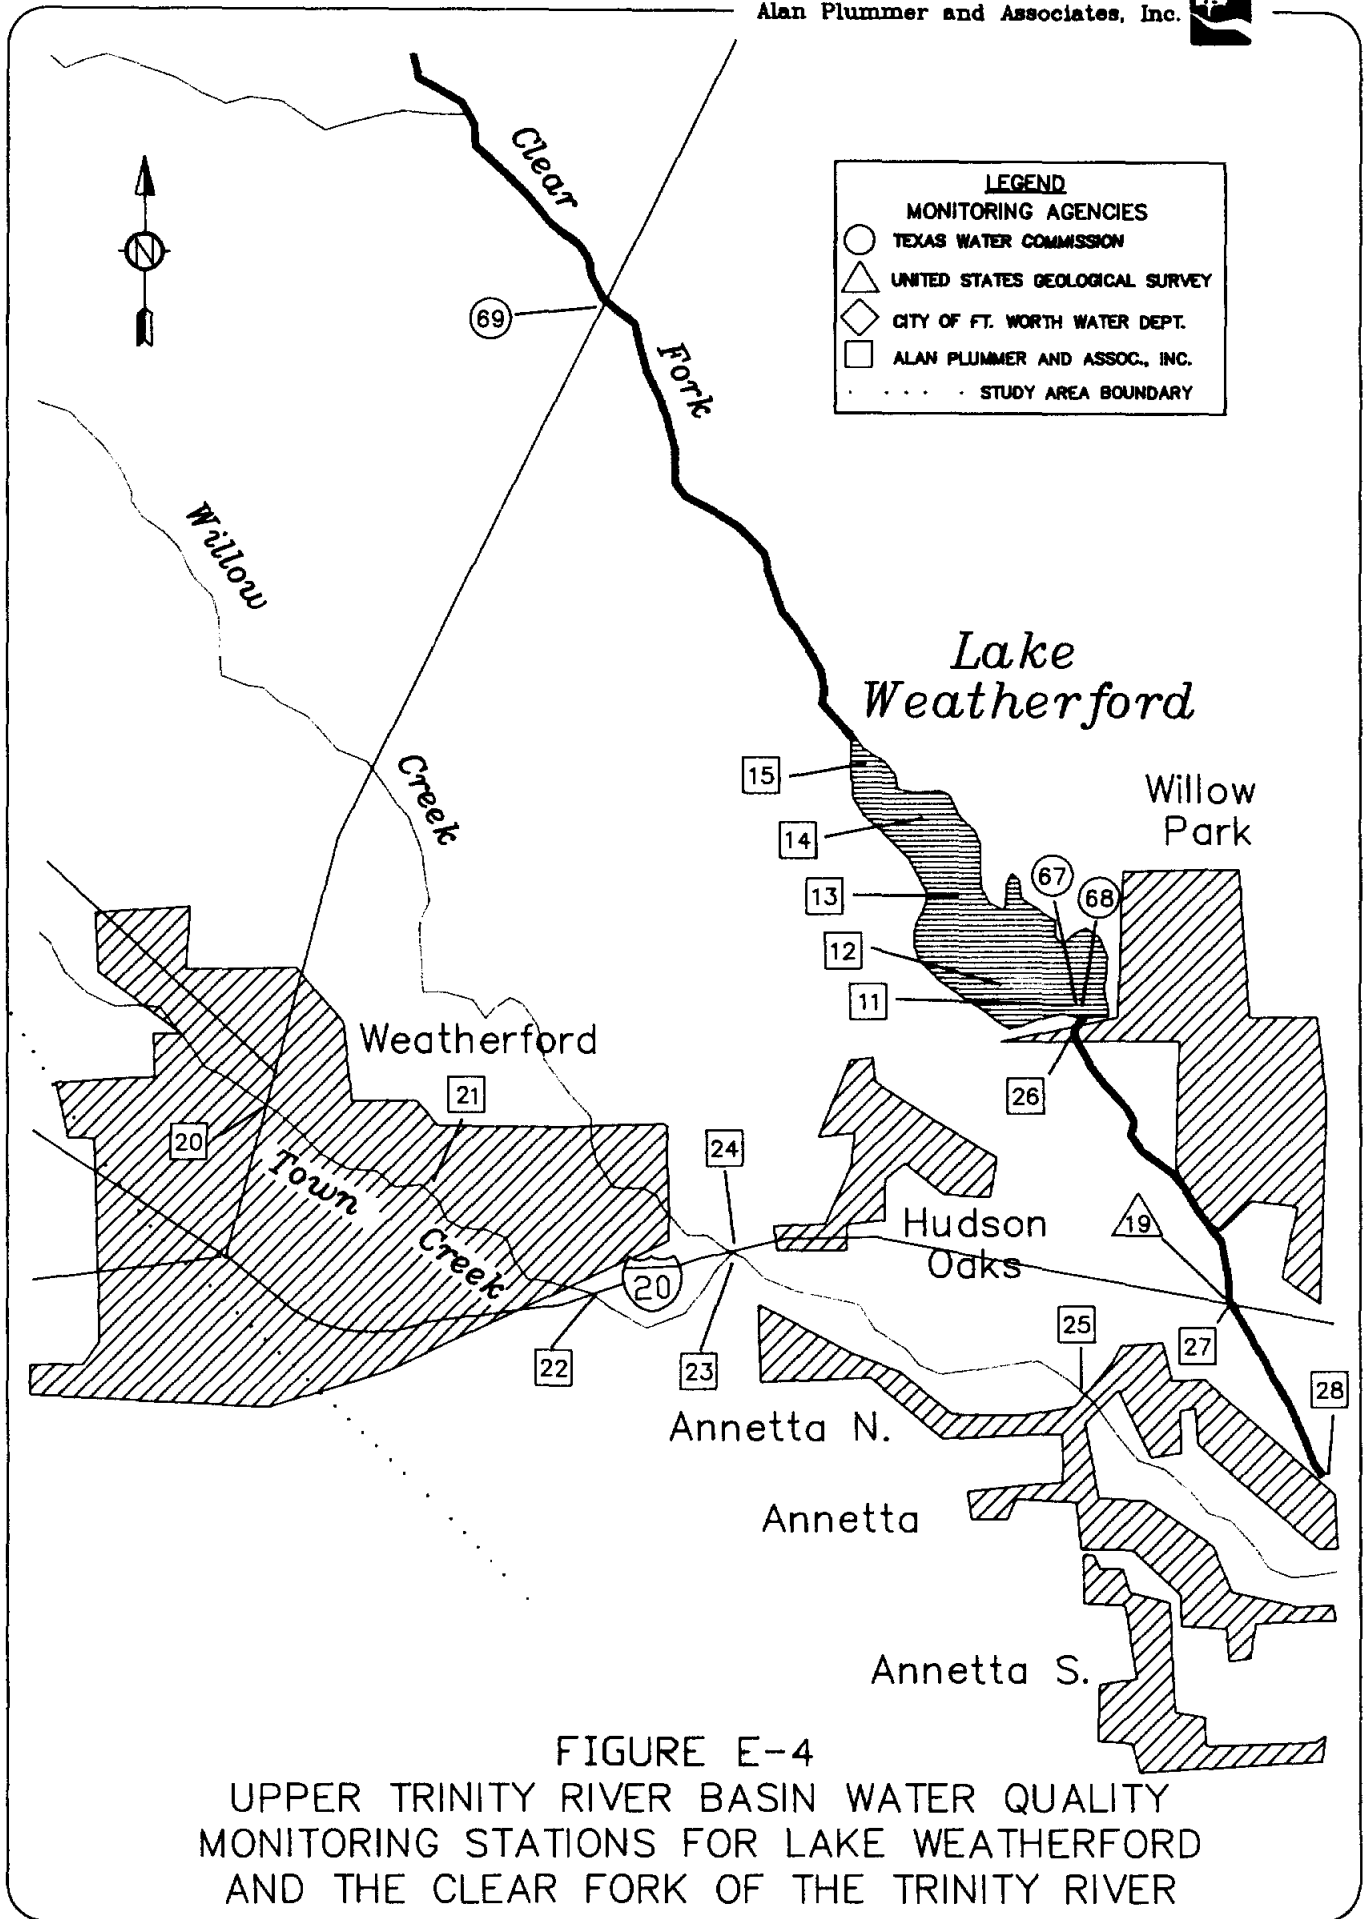 Alan Plummer and Associates, Inc.
Clear
Fork
N
LEGEND
MONITORING AGENCIES
TEXAS WATER COMMISSION
UNITED STATES GEOLOGICAL SURVEY
CITY OF FT. WORTH WATER DEPT.
ALAN PLUMMER AND ASSOC., INC.
STUDY AREA BOUNDARY
69
Willow
Creek
Lake
Weatherford
15
14
13
12
11
67
68
Willow
Park
Weatherford
26
21
20
Town
Creek
24
Hudson
Oaks
19
20
22
23
25
27
28
Annetta N.
Annetta
Annetta S.
FIGURE E-4
UPPER TRINITY RIVER BASIN WATER QUALITY
MONITORING STATIONS FOR LAKE WEATHERFORD
AND THE CLEAR FORK OF THE TRINITY RIVER